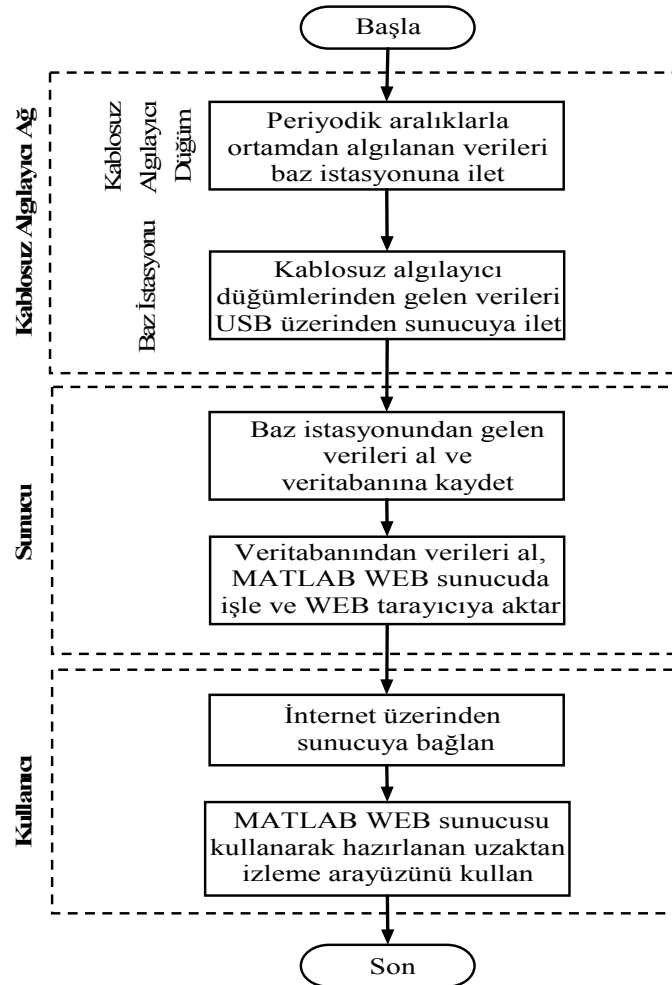 Başla
Kablosuz Algılayıcı Ağ
Kablosuz
Algılayıcı
Düğüm
Periyodik aralıklarla
ortamdan algılanan verileri
baz istasyonuna ilet
Baz İstasyonu
Kablosuz algılayıcı
düğümlerinden gelen verileri
USB üzerinden sunucuya ilet
Sunucu
Baz istasyonundan gelen
verileri al ve
veritabanına kaydet
Veritabanından verileri al,
MATLAB WEB sunucuda
işle ve WEB tarayıcıya aktar
Kullanıcı
İnternet üzerinden
sunucuya bağlan
MATLAB WEB sunucusu
kullanarak hazırlanan uzaktan
izleme arayüzünü kullan
Son